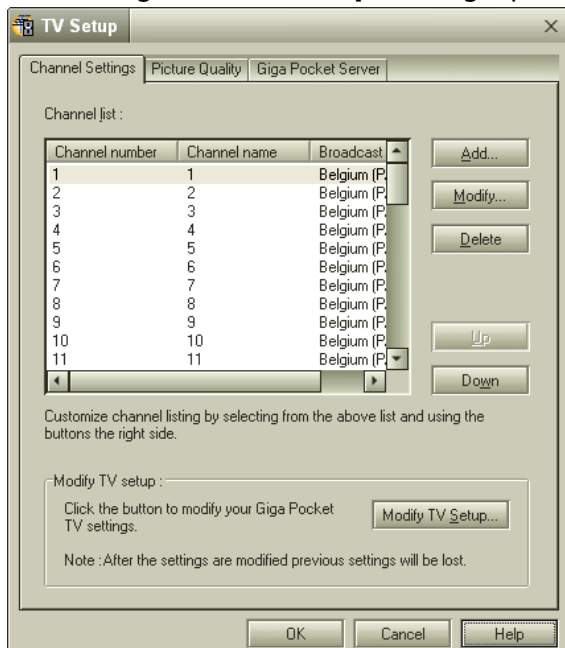 TV Setup
Channel Settings Picture Quality Giga Pocket Server
Channel list :
Channel number Channel name Broadcast
1 1 Belgium (P.
2 2 Belgium (P.
3 3 Belgium (P.
4 4 Belgium (P.
5 5 Belgium (P.
6 6 Belgium (P.
7 7 Belgium (P.
8 8 Belgium (P.
9 9 Belgium (P.
10 10 Belgium (P.
11 11 Belgium (P.
Add...
Modify...
Delete
Up
Down
Customize channel listing by selecting from the above list and using the
buttons the right side.
Modify TV setup :
Click the button to modify your Giga Pocket
TV settings.
Modify TV Setup...
Note :After the settings are modified previous settings will be lost.
OK Cancel Help